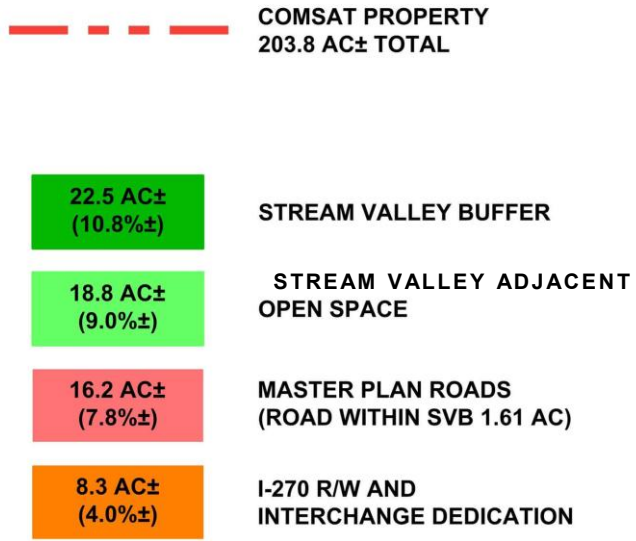 COMSAT PROPERTY
203.8 AC± TOTAL
22.5 AC±
(10.8%±)
STREAM VALLEY BUFFER
18.8 AC±
(9.0%±)
STREAM VALLEY ADJACENT
OPEN SPACE
16.2 AC±
(7.8%±)
MASTER PLAN ROADS
(ROAD WITHIN SVB 1.61 AC)
8.3 AC±
(4.0%±)
I-270 R/W AND
INTERCHANGE DEDICATION